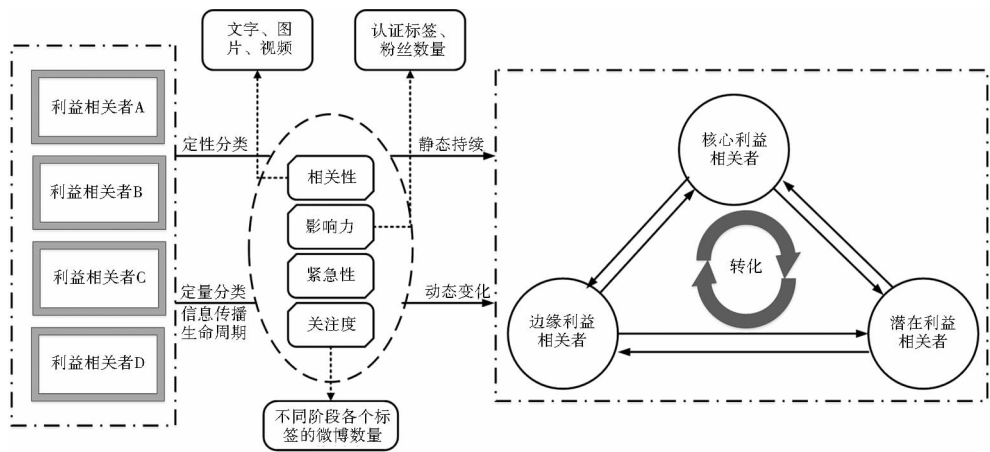 文字、图
片、视频
认证标签、
粉丝数量
利益相关者A
利益相关者B
利益相关者C
利益相关者D
定性分类
定量分类
信息传播
生命周期
相关性
影响力
紧急性
关注度
不同阶段各个标
签的微博数量
静态持续
动态变化
核心利益
相关者
转化
边缘利益
相关者
潜在利益
相关者